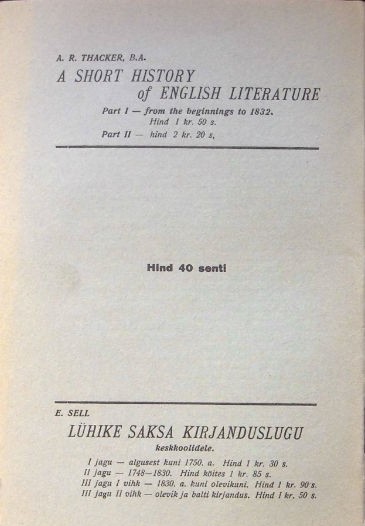 A. R. THACKER, B.A.
A SHORT HISTORY
of ENGLISH LITERATURE
Part I — from the beginnings to 1832.
Hind 1 kr. 50 s.
Part II — hind 2 kr. 20 s,
Hind 40 senti
E. SELL
LÜHIKE SAKSA KIRJANDUSLUGU
keskkoolidele.
I jagu — algusest kuni 1750. a. Hind 1 kr. 30 s.
II jagu — 1748—1830. Hind köites 1 kr. 85 s.
III jagu I vihk — 1830. a. kuni olevikuni. Hind 1 kr. 90 s.
III jagu II vihk — olevik ja balti kirjandus. Hind 1 kr. 50 s.